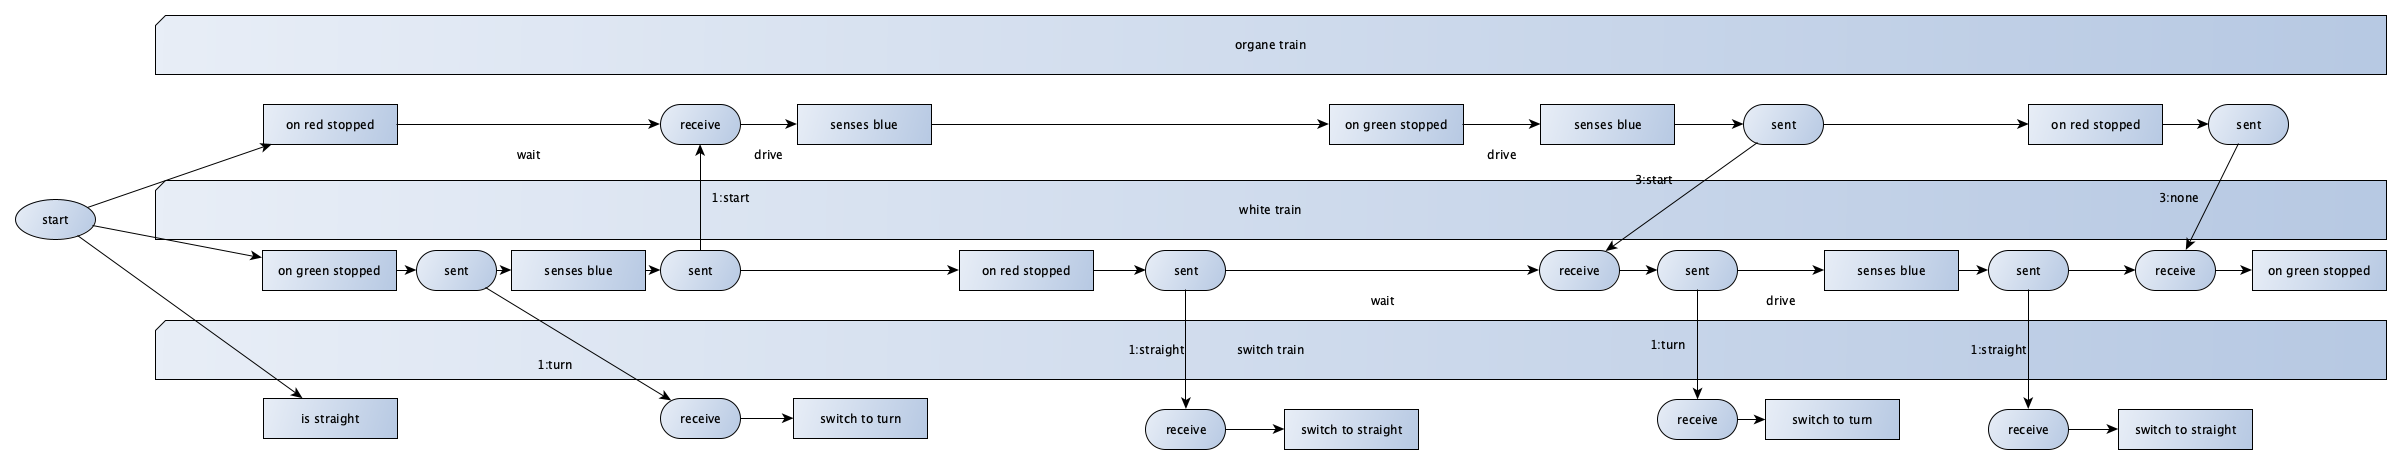 organe train
on red stopped
receive
senses blue
on green stopped
senses blue
sent
on red stopped
sent
wait
drive
drive
3:start
1:start
3:none
white train
start
on green stopped
sent
senses blue
sent
on red stopped
sent
receive
sent
senses blue
sent
receive
on green stopped
wait
drive
1:turn
1:straight
switch train
1:turn
1:straight
is straight
receive
switch to turn
receive
switch to straight
receive
switch to turn
receive
switch to straight